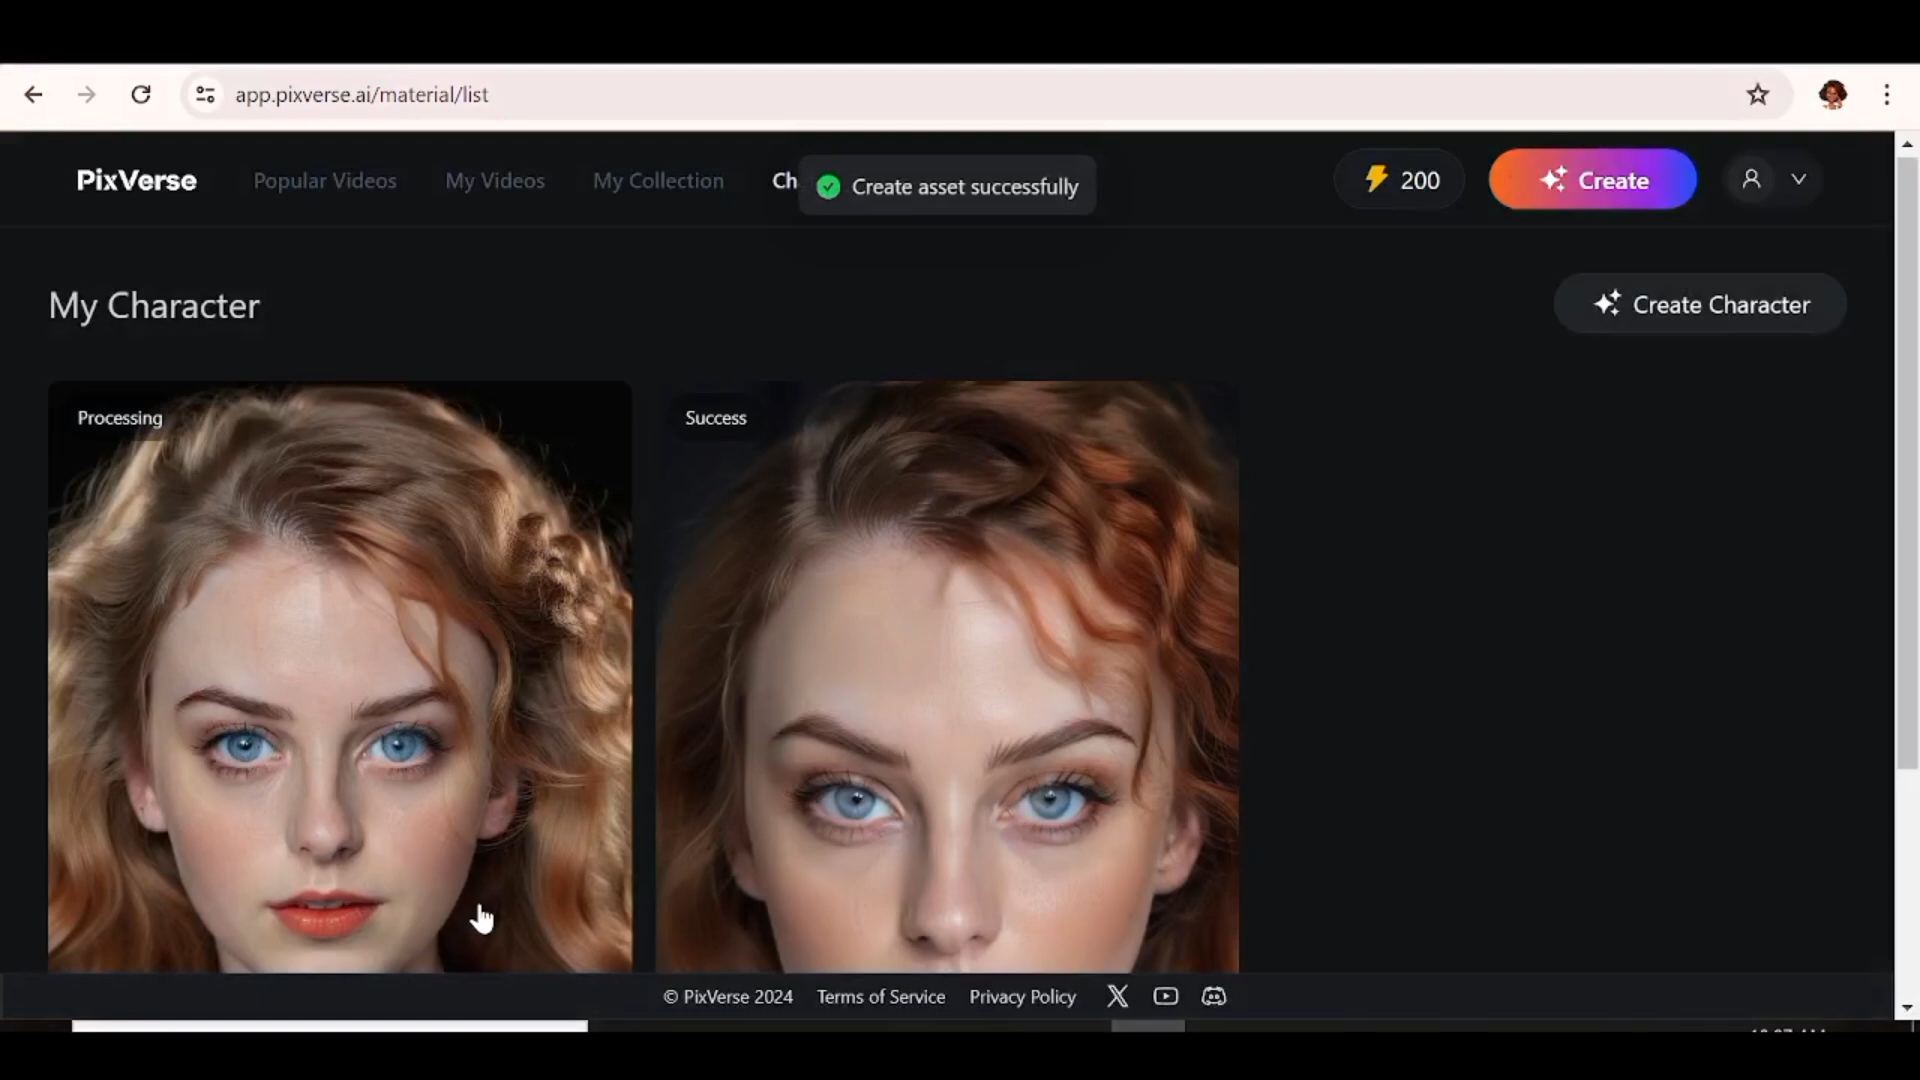 app.pixverse.ai/material/list
PixVerse Popular Videos My Videos My Collection Ch Create asset successfully 200 Create
My Character Create Character
Processing Success
© PixVerse 2024 Terms of Service Privacy Policy